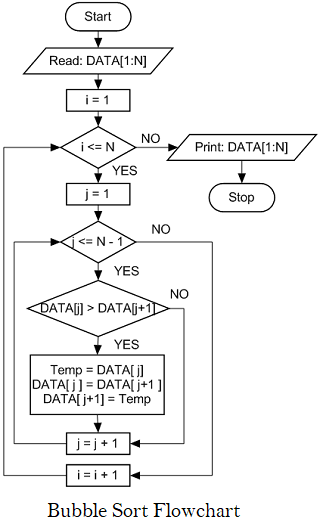 Start
Read: DATA[1:N]
i = 1
i <= N
NO
Print: DATA[1:N]
YES
Stop
j = 1
j <= N - 1
NO
YES
DATA[j] > DATA[j+1]
NO
YES
Temp = DATA[ j]
DATA[ j ] = DATA[ j+1 ]
DATA[ j+1] = Temp
j = j + 1
i = i + 1
Bubble Sort Flowchart